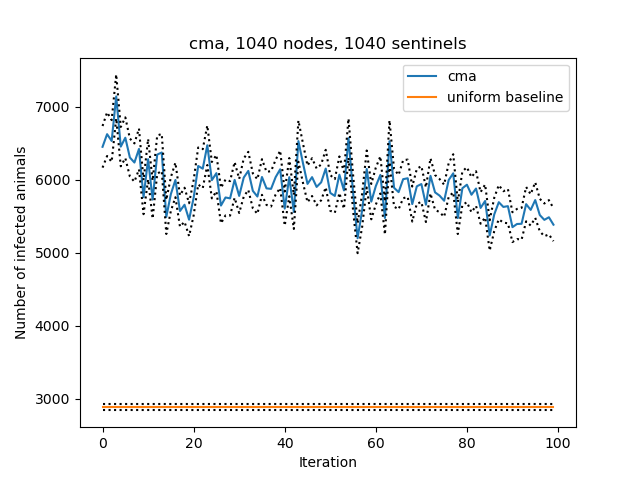 cma, 1040 nodes, 1040 sentinels
cma
uniform baseline
7000
6000
5000
4000
3000
Number of infected animals
0 20 40 60 80 100
Iteration